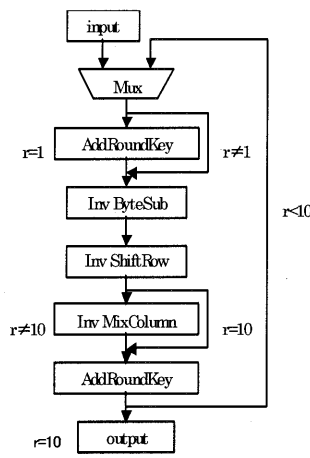 input
Mux
AddRoundKey
r=1
r≠1
Inv ByteSub
r<10
Inv ShiftRow
Inv MixColumn
r≠10
r=10
AddRoundKey
output
r=10